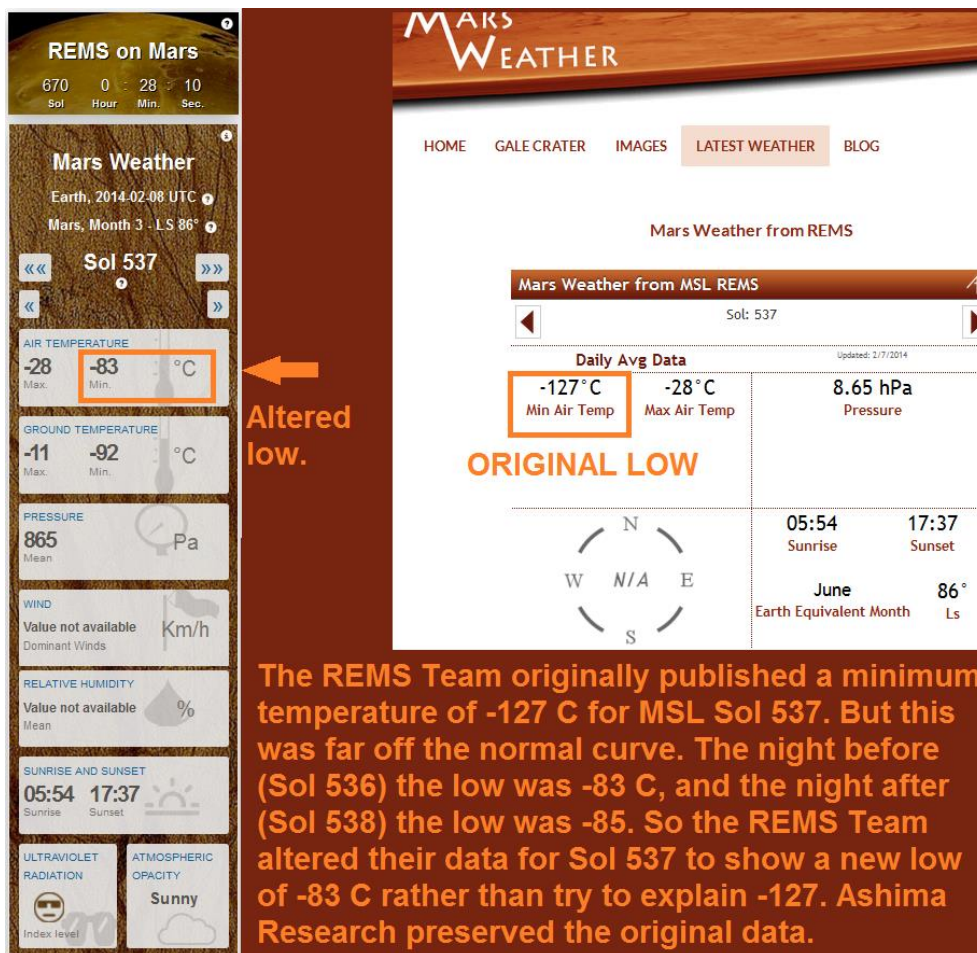 REMS on Mars
670 0 : 28 : 10
Sol Hour Min. Sec.
Mars Weather
Earth, 2014-02-08 UTC
Mars, Month 3 - LS 86°
«« Sol 537 »»
« »
AIR TEMPERATURE
-28 -83 °C
Max. Min.
GROUND TEMPERATURE
-11 -92 °C
Max. Min.
PRESSURE
865 Pa
Mean
WIND
Value not available Km/h
Dominant Winds
RELATIVE HUMIDITY
Value not available %
Mean
SUNRISE AND SUNSET
05:54 17:37
Sunrise Sunset
ULTRAVIOLET RADIATION
Index level
ATMOSPHERIC OPACITY
Sunny
Altered
low.
MARS
WEATHER
HOME GALE CRATER IMAGES LATEST WEATHER BLOG
Mars Weather from REMS
Mars Weather from MSL REMS
Sol: 537
Daily Avg Data Updated: 2/7/2014
-127°C -28°C 8.65 hPa
Min Air Temp Max Air Temp Pressure
ORIGINAL LOW
N
W N/A E
S
05:54 17:37
Sunrise Sunset
June 86°
Earth Equivalent Month Ls
The REMS Team originally published a minimum
temperature of -127 C for MSL Sol 537. But this
was far off the normal curve. The night before
(Sol 536) the low was -83 C, and the night after
(Sol 538) the low was -85. So the REMS Team
altered their data for Sol 537 to show a new low
of -83 C rather than try to explain -127. Ashima
Research preserved the original data.